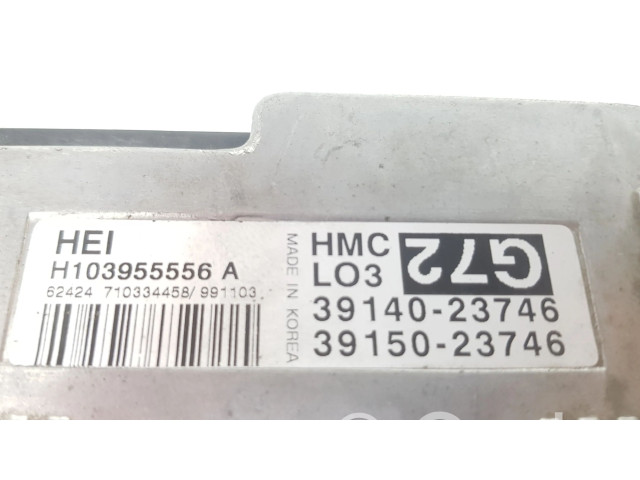 HEI
H103955556 A
62424 710334458/991103
MADE IN KOREA
HMC
LO3
G72
39140-23746
39150-23746